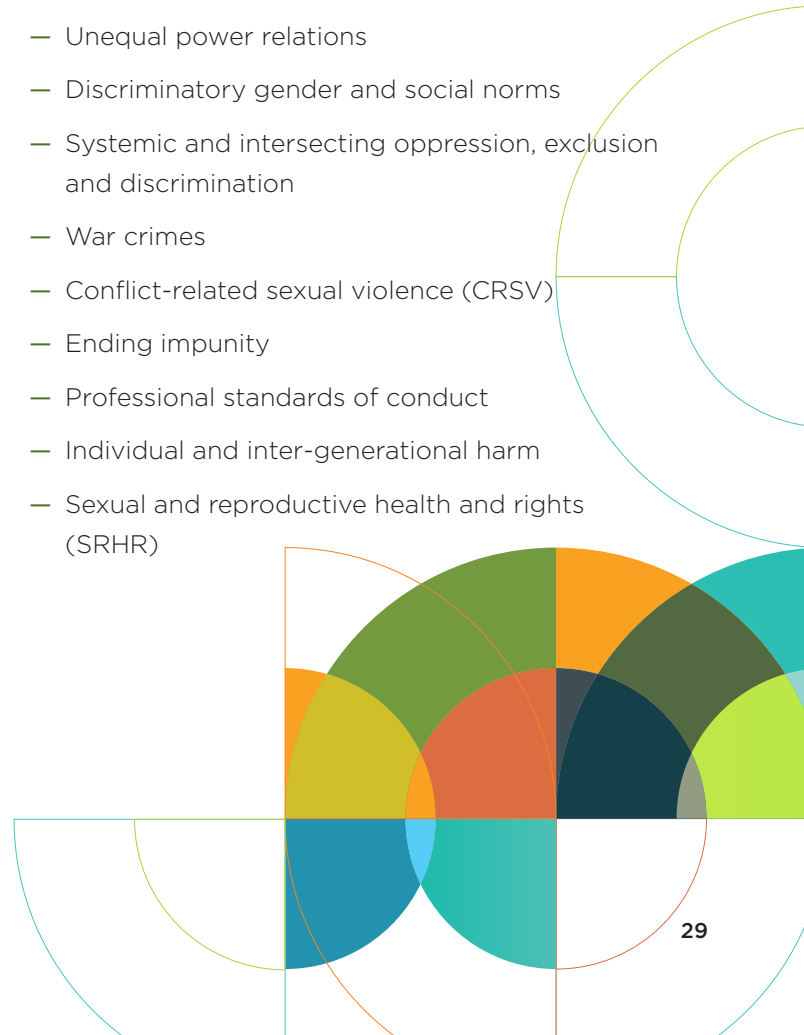 — Unequal power relations
— Discriminatory gender and social norms
— Systemic and intersecting oppression, exclusion
and discrimination
— War crimes
— Conflict-related sexual violence (CRSV)
— Ending impunity
— Professional standards of conduct
— Individual and inter-generational harm
— Sexual and reproductive health and rights
(SRHR)
29